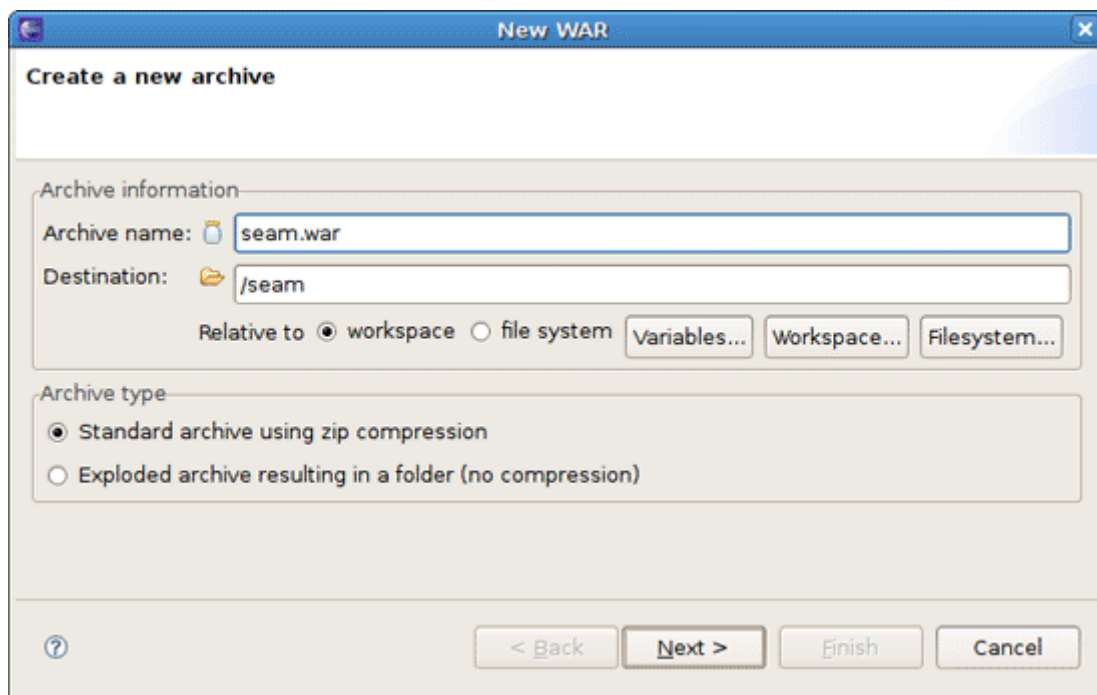 New WAR
Create a new archive
Archive information
Archive name: seam.war
Destination: /seam
Relative to workspace file system Variables... Workspace... Filesystem...
Archive type
Standard archive using zip compression
Exploded archive resulting in a folder (no compression)
< Back Next > Finish Cancel